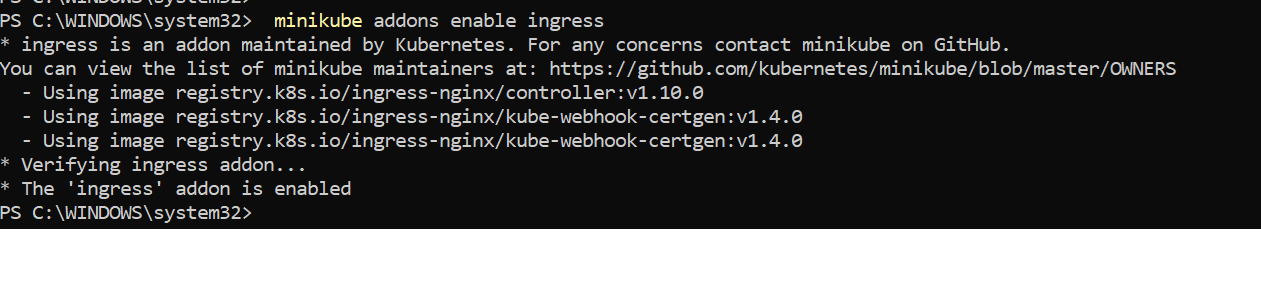 PS C:\WINDOWS\system32>  minikube addons enable ingress
* ingress is an addon maintained by Kubernetes. For any concerns contact minikube on GitHub.
You can view the list of minikube maintainers at: https://github.com/kubernetes/minikube/blob/master/OWNERS
  - Using image registry.k8s.io/ingress-nginx/controller:v1.10.0
  - Using image registry.k8s.io/ingress-nginx/kube-webhook-certgen:v1.4.0
  - Using image registry.k8s.io/ingress-nginx/kube-webhook-certgen:v1.4.0
* Verifying ingress addon...
* The 'ingress' addon is enabled
PS C:\WINDOWS\system32>